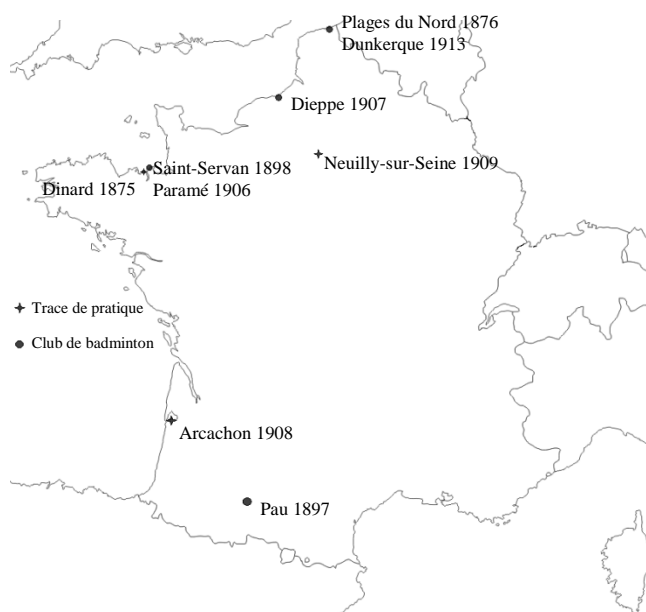 Plages du Nord 1876
Dunkerque 1913
Dieppe 1907
Neuilly-sur-Seine 1909
Saint-Servan 1898
Dinard 1875
Paramé 1906
Trace de pratique
Club de badminton
Arcachon 1908
Pau 1897